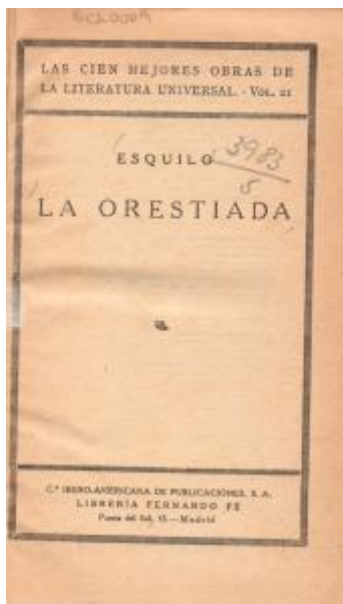 LAS CIEN MEJORES OBRAS DE
LA LITERATURA UNIVERSAL. - VOL. 21
ESQUILO
3983
5
LA ORESTIADA
C.ª IBERO-AMERICANA DE PUBLICACIONES, S. A.
LIBRERÍA FERNANDO FE
Puerta del Sol, 15.—Madrid